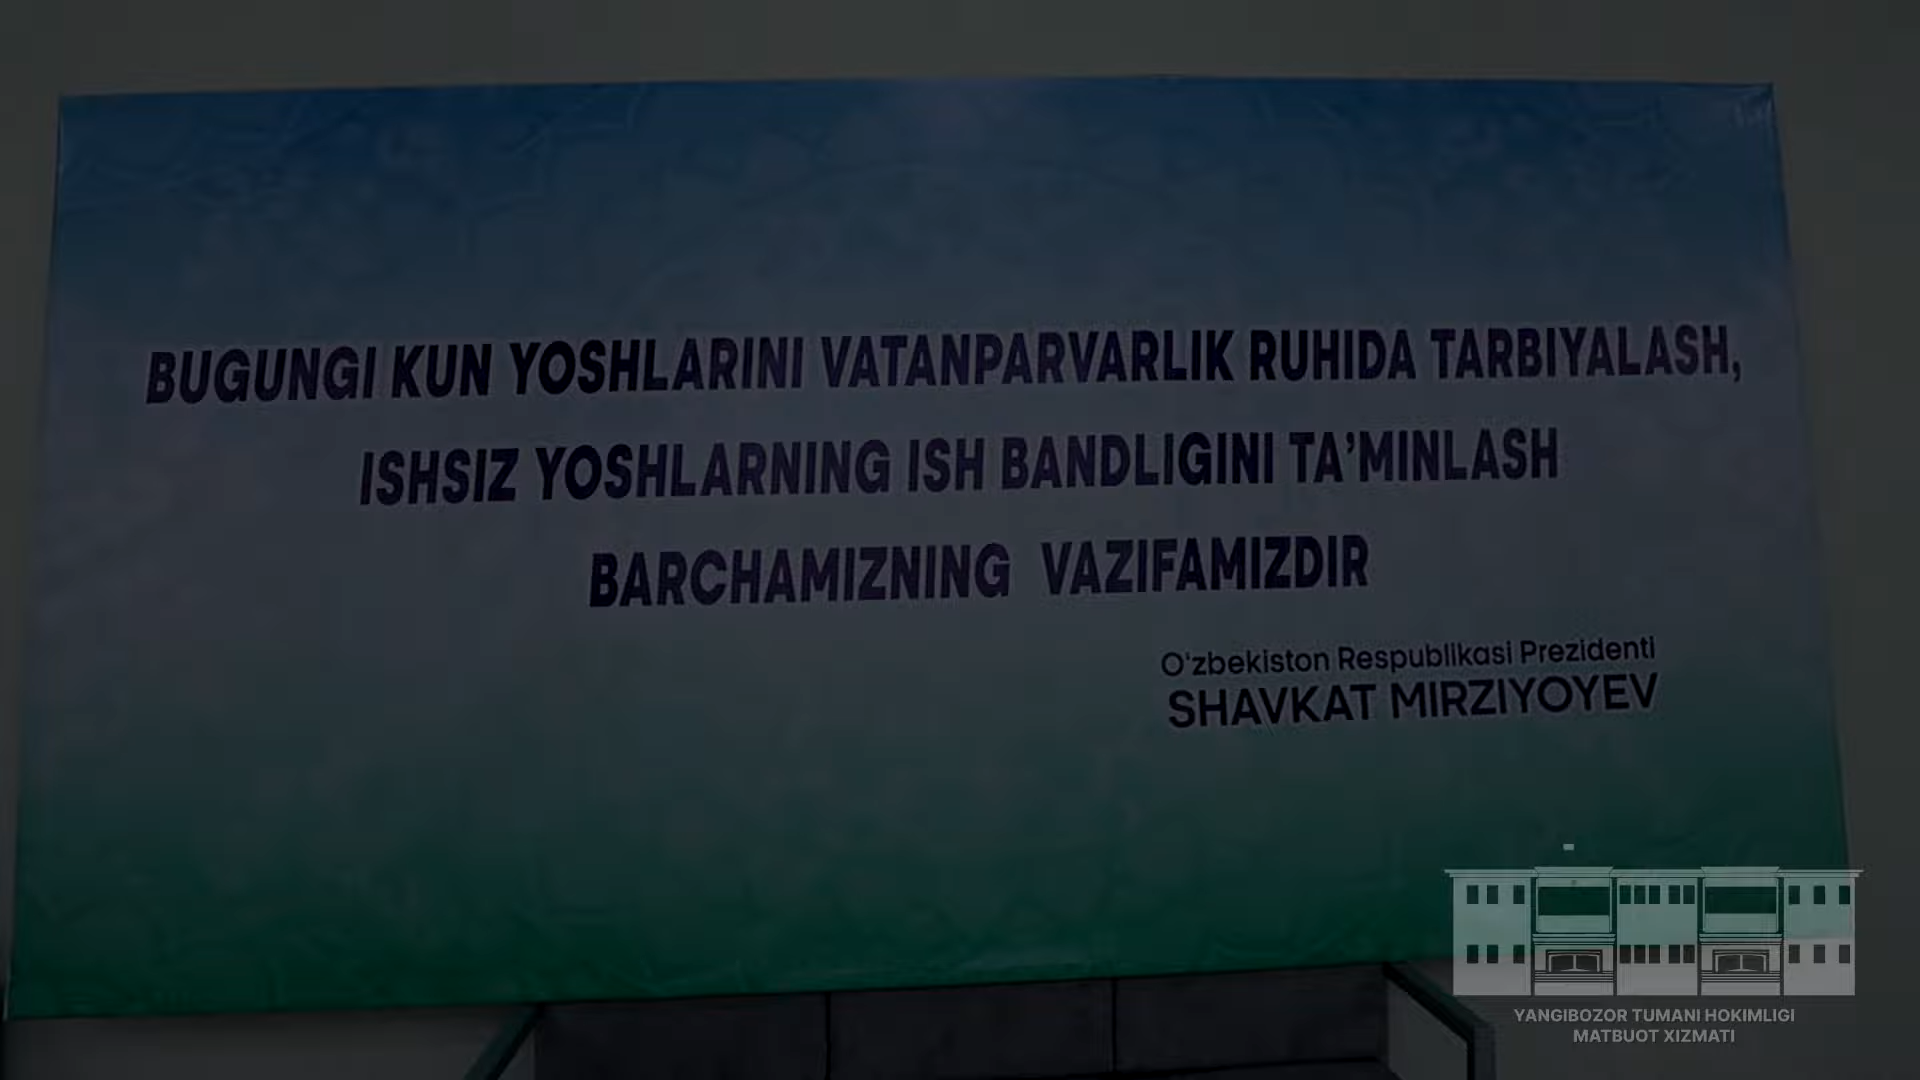 BUGUNGI KUN YOSHLARINI VATANPARVARLIK RUHIDA TARBIYALASH,
ISHSIZ YOSHLARNING ISH BANDLIGINI TA’MINLASH
BARCHAMIZNING VAZIFAMIZDIR
O‘zbekiston Respublikasi Prezidenti
SHAVKAT MIRZIYOYEV
YANGIBOZOR TUMANI HOKIMLIGI
MATBUOT XIZMATI